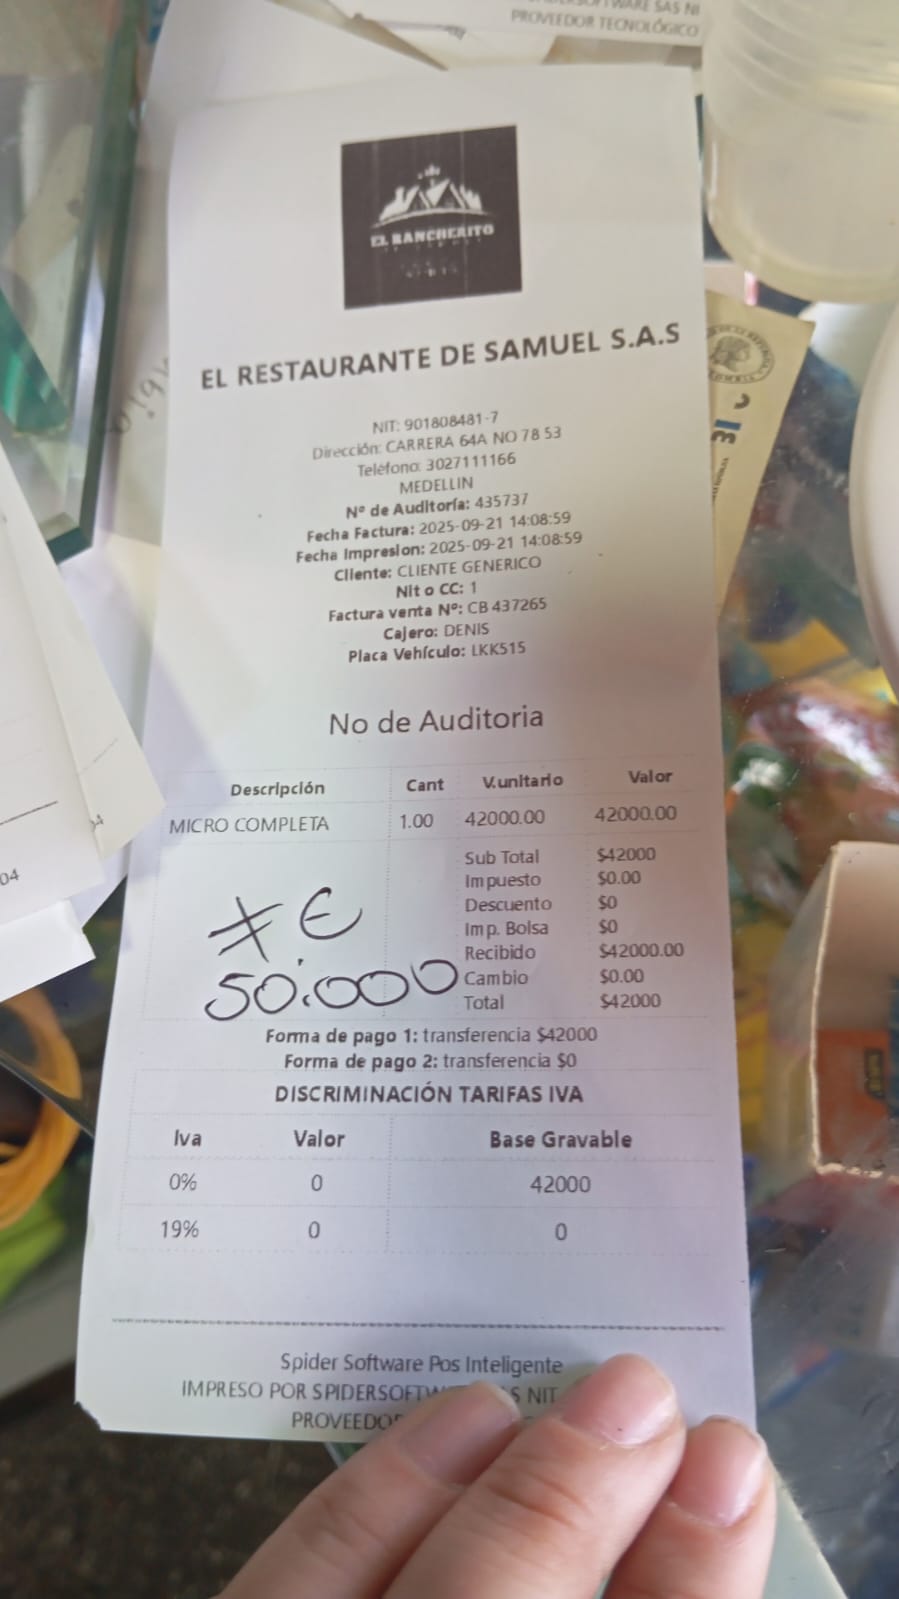 PROVEEDOR TECNOLÓGICO
EL RANCHERITO
EL RESTAURANTE DE SAMUEL S.A.S
NIT: 901808481-7
Dirección: CARRERA 64A NO 78 53
Teléfono: 3027111166
MEDELLIN
Nº de Auditoría: 435737
Fecha Factura: 2025-09-21 14:08:59
Fecha Impresion: 2025-09-21 14:08:59
Cliente: CLIENTE GENERICO
Nit o CC: 1
Factura venta Nº: CB 437265
Cajero: DENIS
Placa Vehículo: LKK515
No de Auditoria
Descripción Cant V.unitario Valor
MICRO COMPLETA 1.00 42000.00 42000.00
Sub Total $42000
Impuesto $0.00
Descuento $0
Imp. Bolsa $0
Recibido $42000.00
Cambio $0.00
Total $42000
50.000
Forma de pago 1: transferencia $42000
Forma de pago 2: transferencia $0
DISCRIMINACIÓN TARIFAS IVA
Iva Valor Base Gravable
0% 0 42000
19% 0 0
Spider Software Pos Inteligente
IMPRESO POR NIT
04